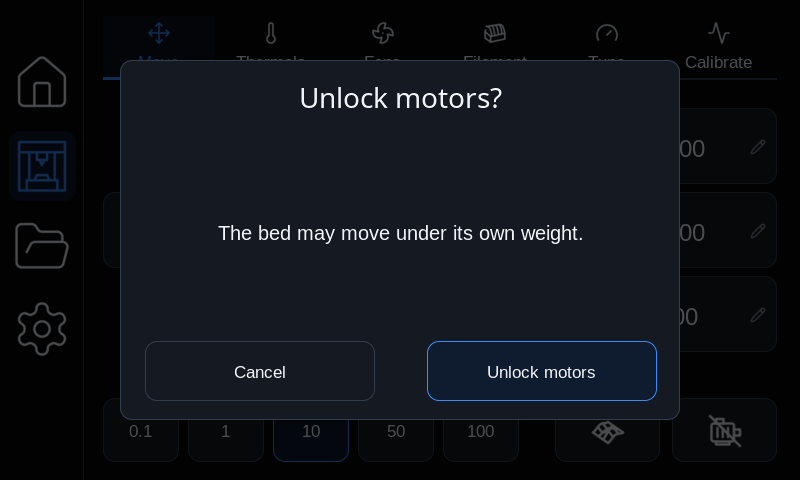 Calibrate
Unlock motors?
The bed may move under its own weight.
Cancel
Unlock motors
0.1
1
10
50
100